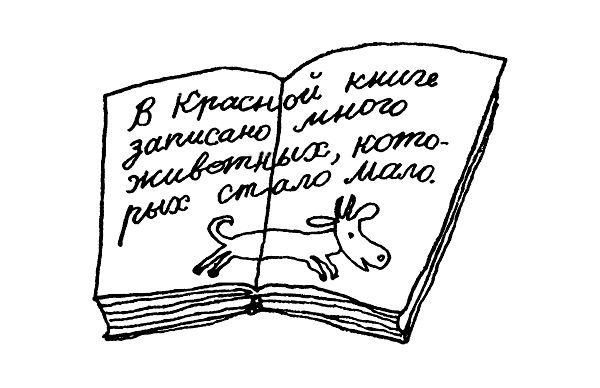 В Красной книге
записано много
животных, кото-
рых стало мало.